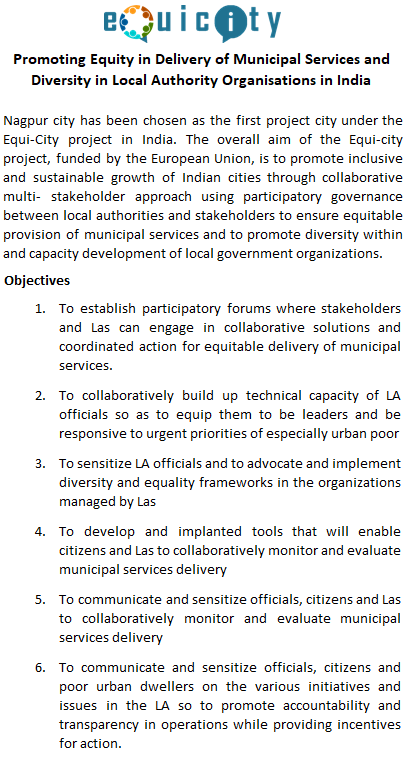 equicity
Promoting Equity in Delivery of Municipal Services and
Diversity in Local Authority Organisations in India
Nagpur city has been chosen as the first project city under the
Equi-City project in India. The overall aim of the Equi-city
project, funded by the European Union, is to promote inclusive
and sustainable growth of Indian cities through collaborative
multi- stakeholder approach using participatory governance
between local authorities and stakeholders to ensure equitable
provision of municipal services and to promote diversity within
and capacity development of local government organizations.
Objectives
1. To establish participatory forums where stakeholders
and Las can engage in collaborative solutions and
coordinated action for equitable delivery of municipal
services.
2. To collaboratively build up technical capacity of LA
officials so as to equip them to be leaders and be
responsive to urgent priorities of especially urban poor
3. To sensitize LA officials and to advocate and implement
diversity and equality frameworks in the organizations
managed by Las
4. To develop and implanted tools that will enable
citizens and Las to collaboratively monitor and evaluate
municipal services delivery
5. To communicate and sensitize officials, citizens and Las
to collaboratively monitor and evaluate municipal
services delivery
6. To communicate and sensitize officials, citizens and
poor urban dwellers on the various initiatives and
issues in the LA so to promote accountability and
transparency in operations while providing incentives
for action.